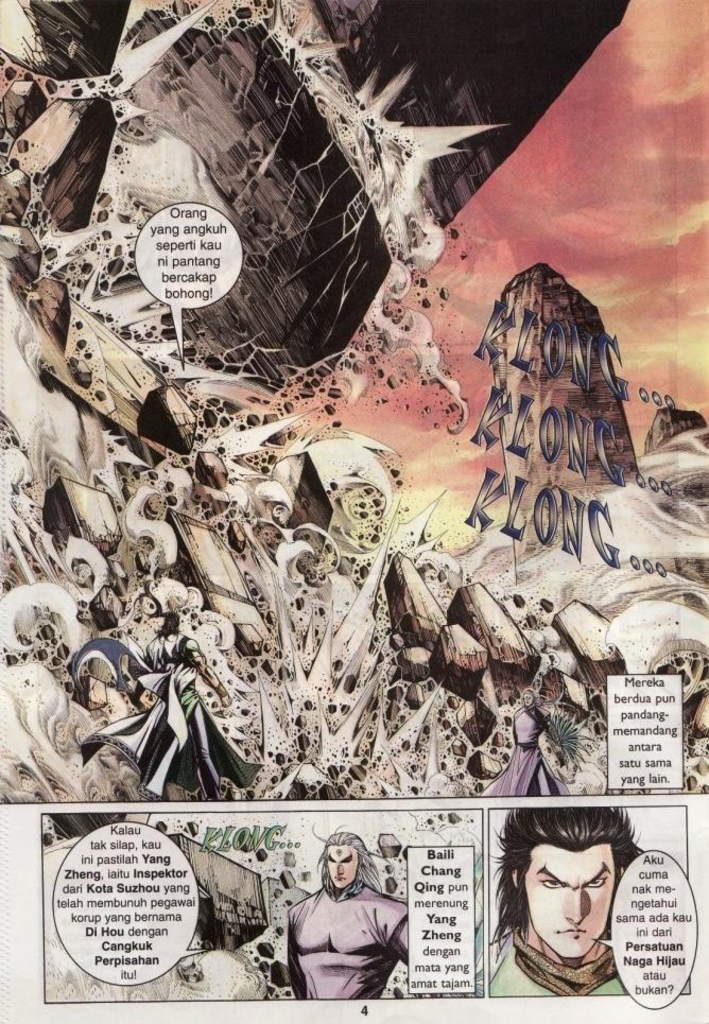 Orang
yang angkuh
seperti kau
ni pantang
bercakap
bohong!
KLONG...
KLONG...
KLONG...
Mereka
berdua pun
pandang-
memandang
antara
satu sama
yang lain.
Kalau
tak silap, kau
ini pastilah Yang
Zheng, iaitu Inspektor
dari Kota Suzhou yang
telah membunuh pegawai
korup yang bernama
Di Hou dengan
Cangkuk
Perpisahan
itu!
KLONG...
Baili
Chang
Qing pun
merenung
Yang
Zheng
dengan
mata yang
amat tajam.
Aku
cuma
nak me-
ngetahui
sama ada kau
ini dari
Persatuan
Naga Hijau
atau
bukan?
4